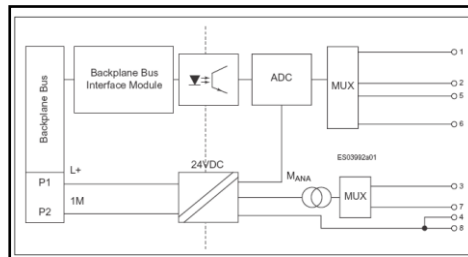 Backplane Bus
Backplane Bus
Interface Module
ADC
MUX
1
2
5
6
ES03982a01
24VDC
P1
L+
P2
1M
MANA
MUX
3
7
4
8